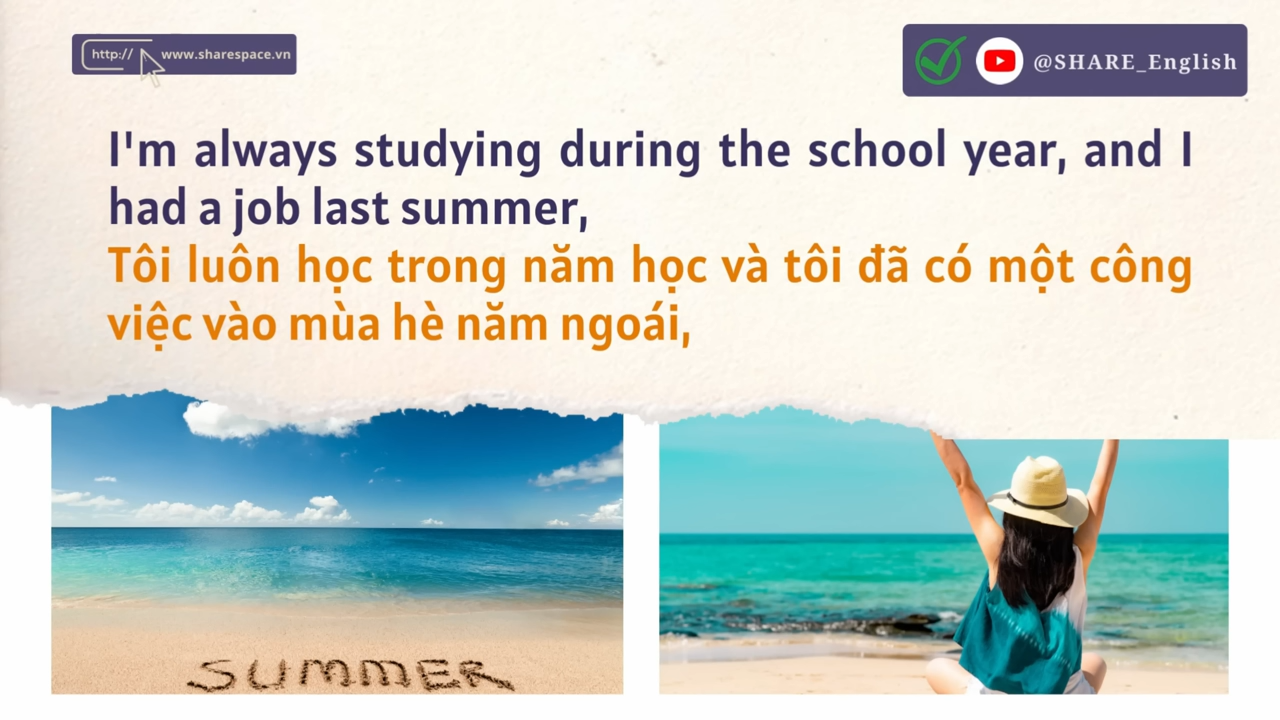 http:// www.sharespace.vn
@SHARE_English
I'm always studying during the school year, and I
had a job last summer,
Tôi luôn học trong năm học và tôi đã có một công
việc vào mùa hè năm ngoái,
SUMMER